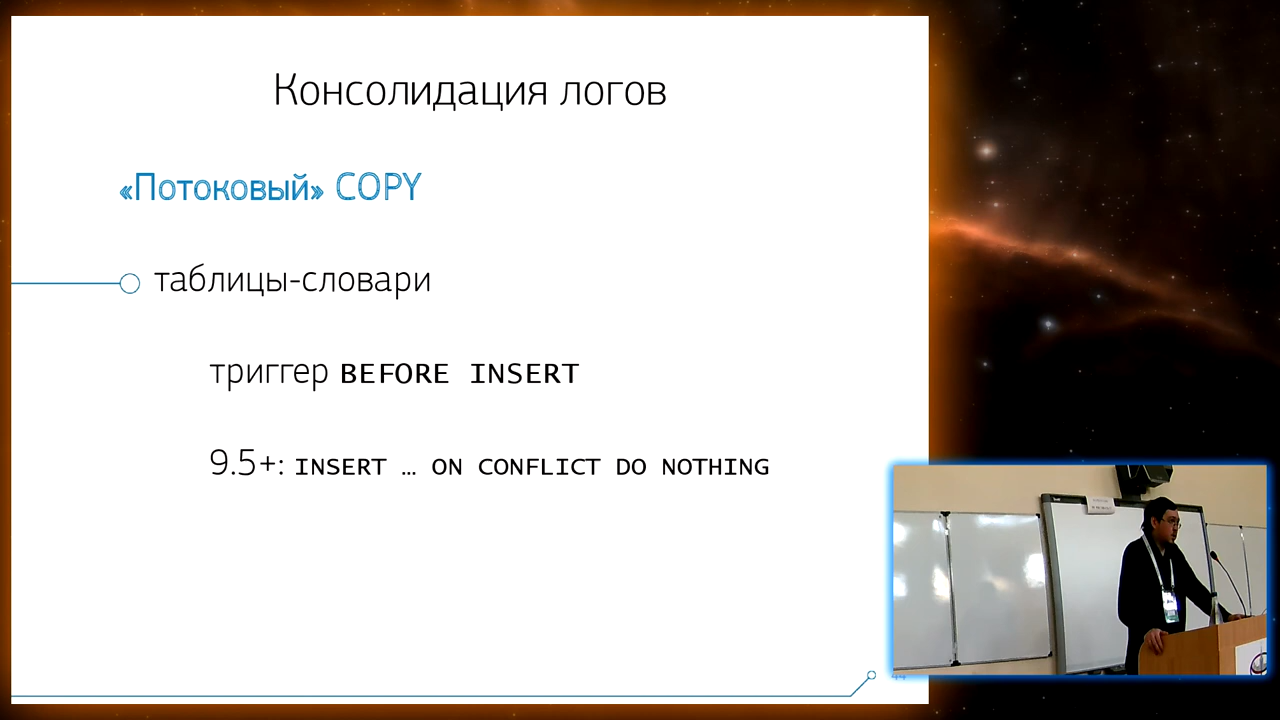 Консолидация логов
«Потоковый» COPY
таблицы-словари
триггер BEFORE INSERT
9.5+: INSERT … ON CONFLICT DO NOTHING